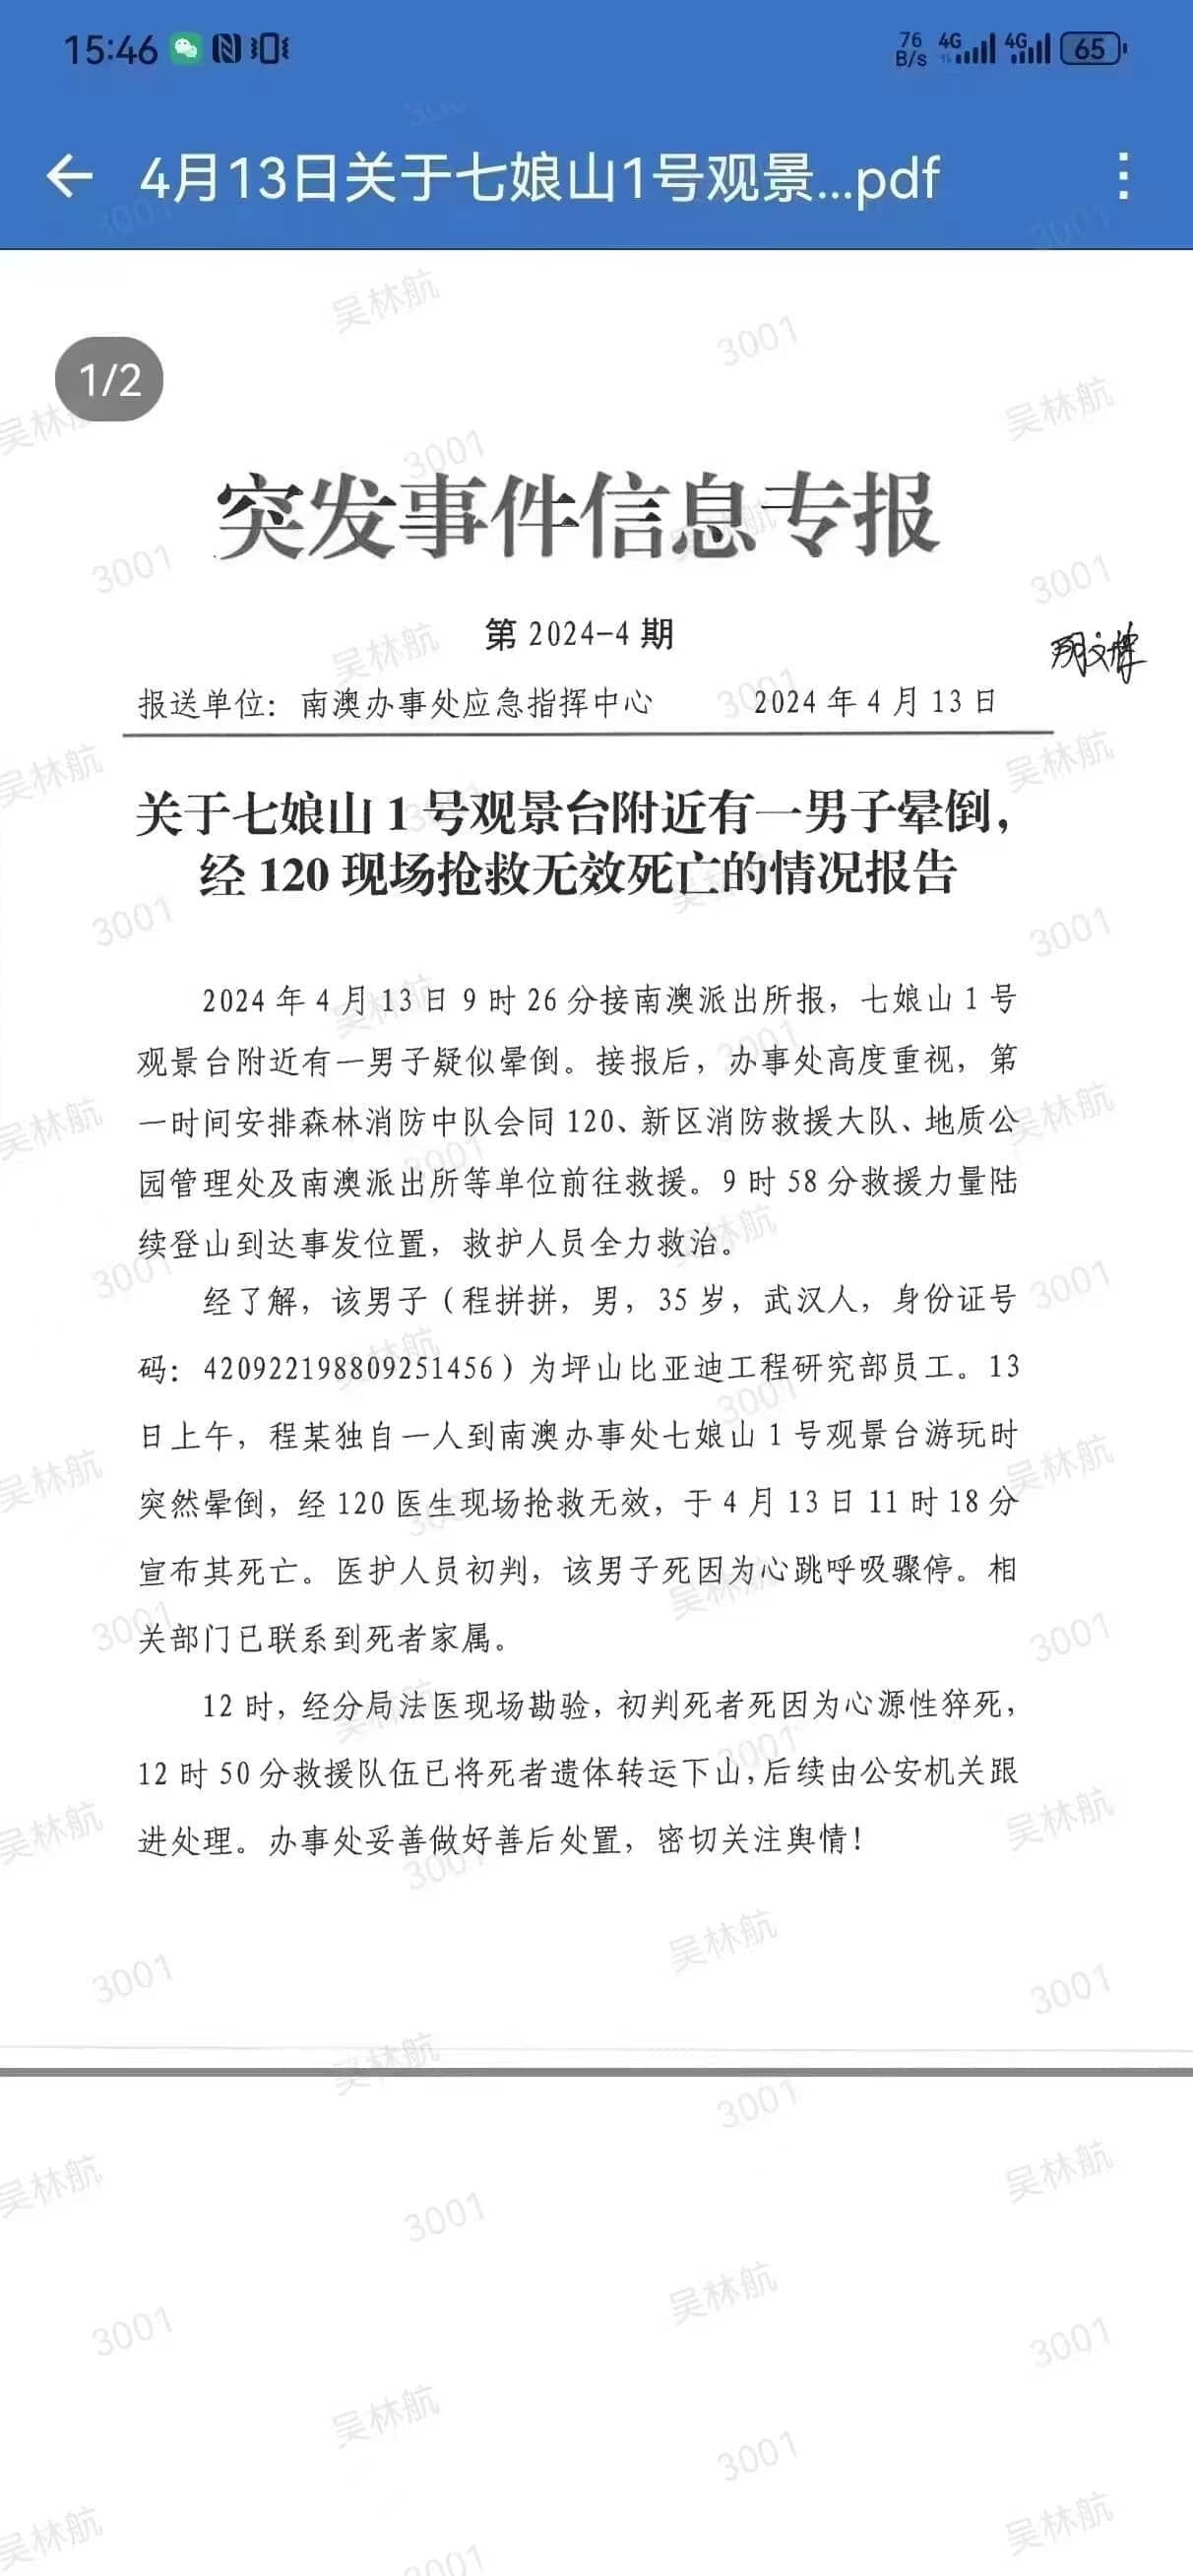 15:46
76 B/s 4G 4G 65
4月13日关于七娘山1号观景...pdf
吴林航
3001
1/2
突发事件信息专报
第 2024-4 期
报送单位：南澳办事处应急指挥中心 2024 年 4 月 13 日
关于七娘山 1 号观景台附近有一男子晕倒，
经 120 现场抢救无效死亡的情况报告
2024 年 4 月 13 日 9 时 26 分接南澳派出所报，七娘山 1 号
观景台附近有一男子疑似晕倒。接报后，办事处高度重视，第
一时间安排森林消防中队会同 120、新区消防救援大队、地质公
园管理处及南澳派出所等单位前往救援。9 时 58 分救援力量陆
续登山到达事发位置，救护人员全力救治。
经了解，该男子（程拼拼，男，35 岁，武汉人，身份证号
码：420922198809251456）为坪山比亚迪工程研究部员工。13
日上午，程某独自一人到南澳办事处七娘山 1 号观景台游玩时
突然晕倒，经 120 医生现场抢救无效，于 4 月 13 日 11 时 18 分
宣布其死亡。医护人员初判，该男子死因为心跳呼吸骤停。相
关部门已联系到死者家属。
12 时，经分局法医现场勘验，初判死者死因为心源性猝死，
12 时 50 分救援队伍已将死者遗体转运下山，后续由公安机关跟
进处理。办事处妥善做好善后处置，密切关注舆情！